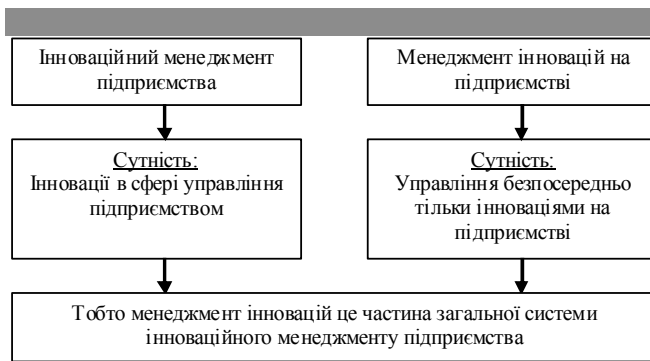 Інноваційний менеджмент
підприємства
Менеджмент інновацій на
підприємстві
Сутність:
Інновації в сфері управління
підприємством
Сутність:
Управління безпосередньо
тільки інноваціями на
підприємстві
Тобто менеджмент інновацій це частина загальної системи
інноваційного менеджменту підприємства